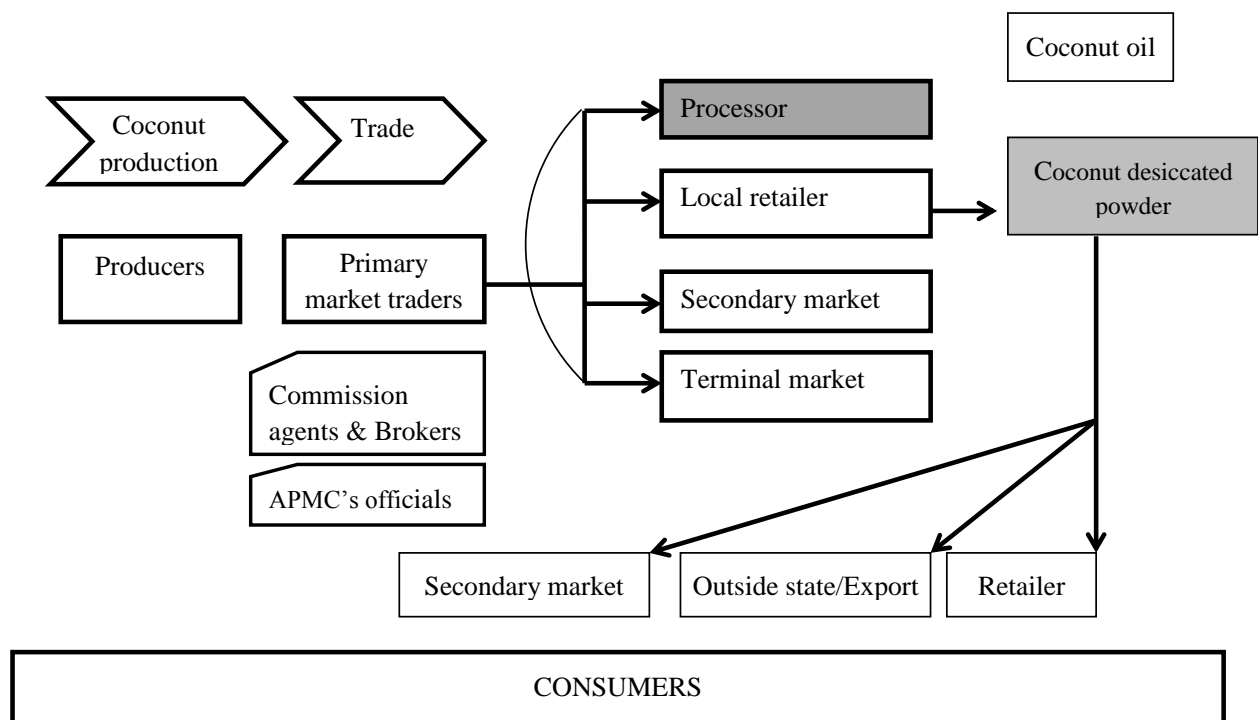 Coconut oil
Coconut
production
Trade
Processor
Local retailer
Coconut desiccated
powder
Producers
Primary
market traders
Secondary market
Terminal market
Commission
agents & Brokers
APMC’s officials
Secondary market
Outside state/Export
Retailer
CONSUMERS